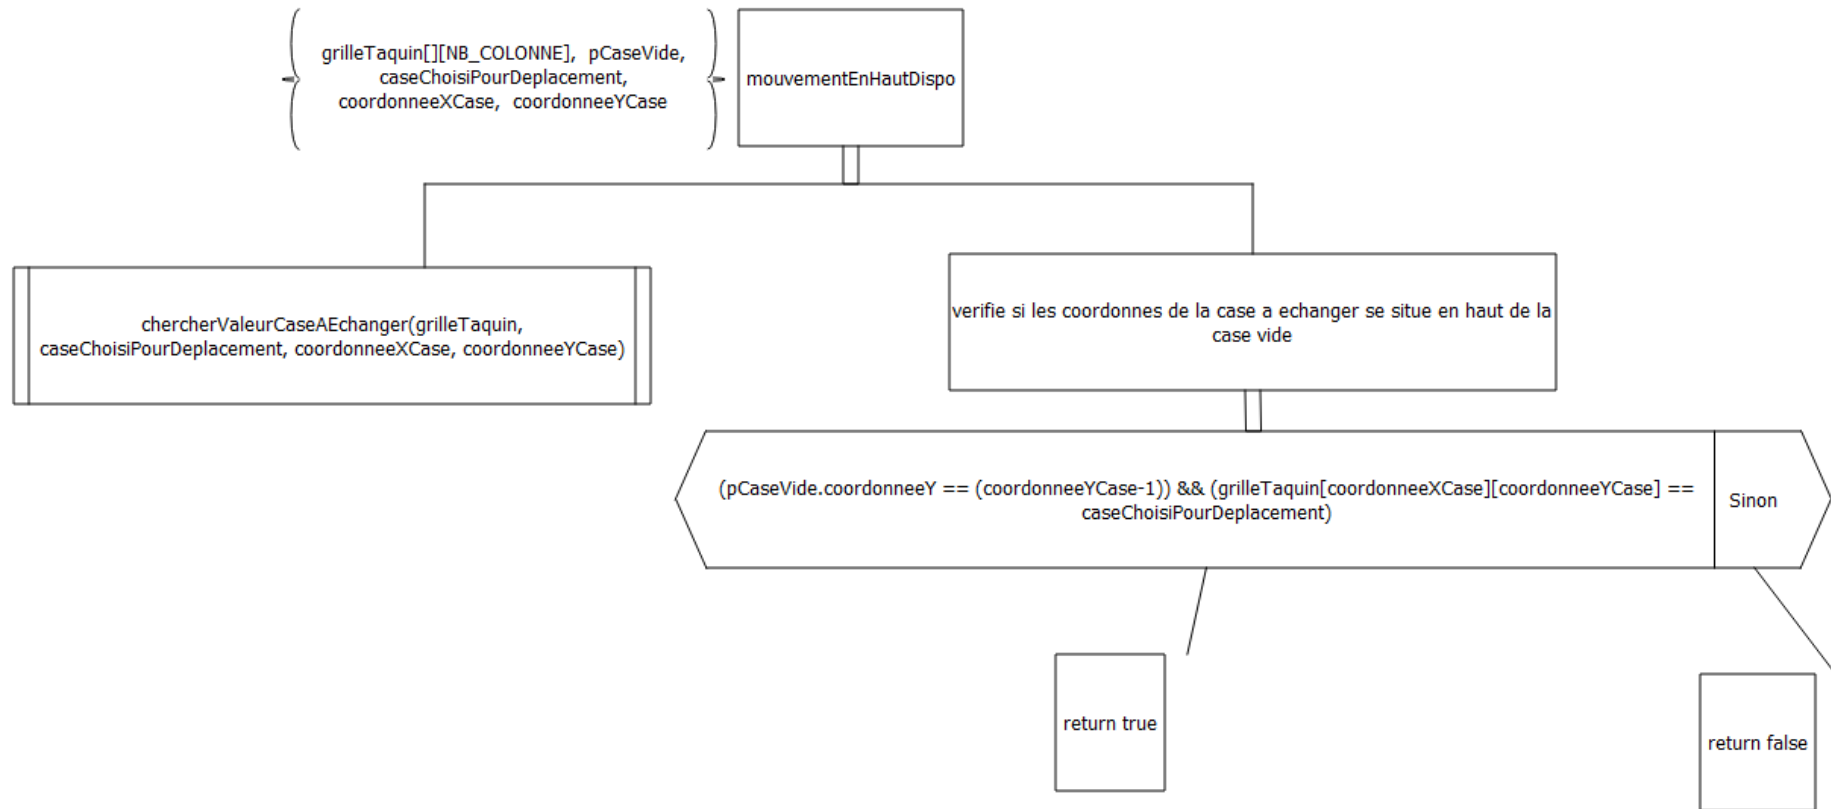 grilleTaquin[][NB_COLONNE], pCaseVide,
caseChoisiPourDeplacement,
coordonneeXCase, coordonneeYCase
mouvementEnHautDispo
chercherValeurCaseAEchanger(grilleTaquin,
caseChoisiPourDeplacement, coordonneeXCase, coordonneeYCase)
verifie si les coordonnes de la case a echanger se situe en haut de la
case vide
(pCaseVide.coordonneeY == (coordonneeYCase-1)) && (grilleTaquin[coordonneeXCase][coordonneeYCase] ==
caseChoisiPourDeplacement)
Sinon
return true
return false